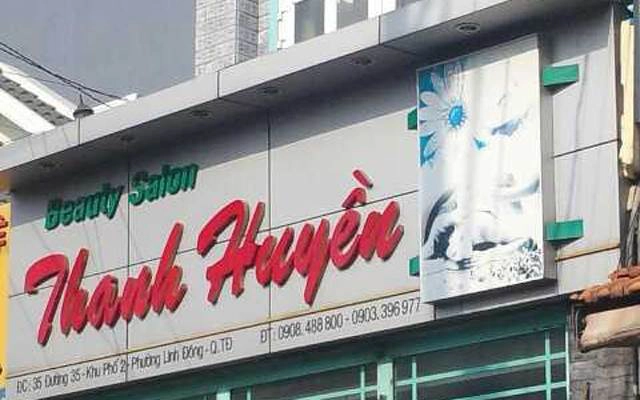 Beauty Salon
Thanh Huyền
ĐC: 35 Đường 35 - Khu Phố 2 - Phường Linh Đông - Q.TĐ ĐT: 0908.488 800 - 0903.396 977